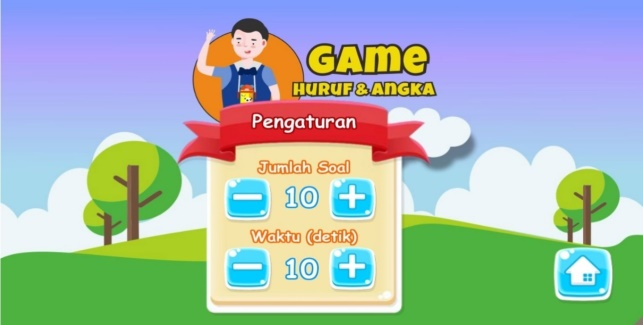 GAME
HURUF & ANGKA
Pengaturan
Jumlah Soal
− 10 +
Waktu (detik)
− 10 +